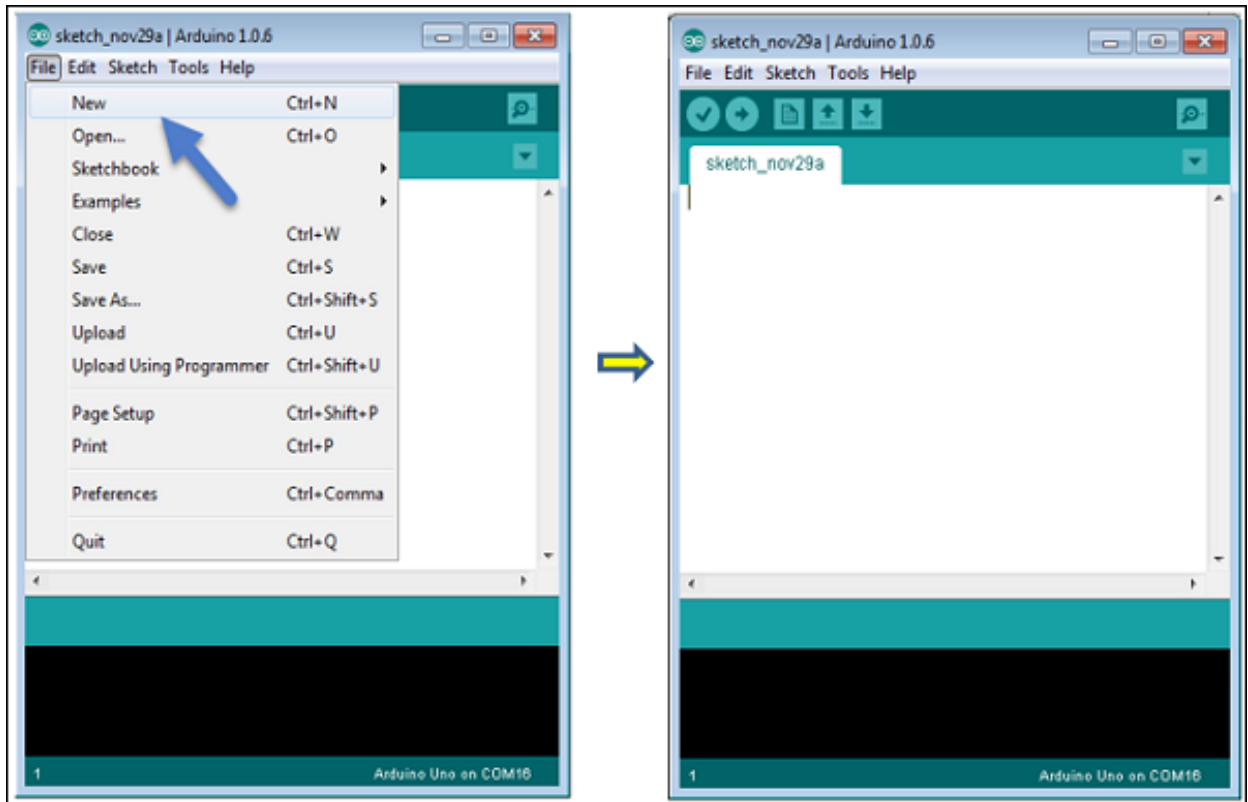 sketch_nov29a | Arduino 1.0.6
File Edit Sketch Tools Help
New Ctrl+N
Open... Ctrl+O
Sketchbook
Examples
Close Ctrl+W
Save Ctrl+S
Save As... Ctrl+Shift+S
Upload Ctrl+U
Upload Using Programmer Ctrl+Shift+U
Page Setup Ctrl+Shift+P
Print Ctrl+P
Preferences Ctrl+Comma
Quit Ctrl+Q
1 Arduino Uno on COM16
sketch_nov29a | Arduino 1.0.6
File Edit Sketch Tools Help
sketch_nov29a
1 Arduino Uno on COM16